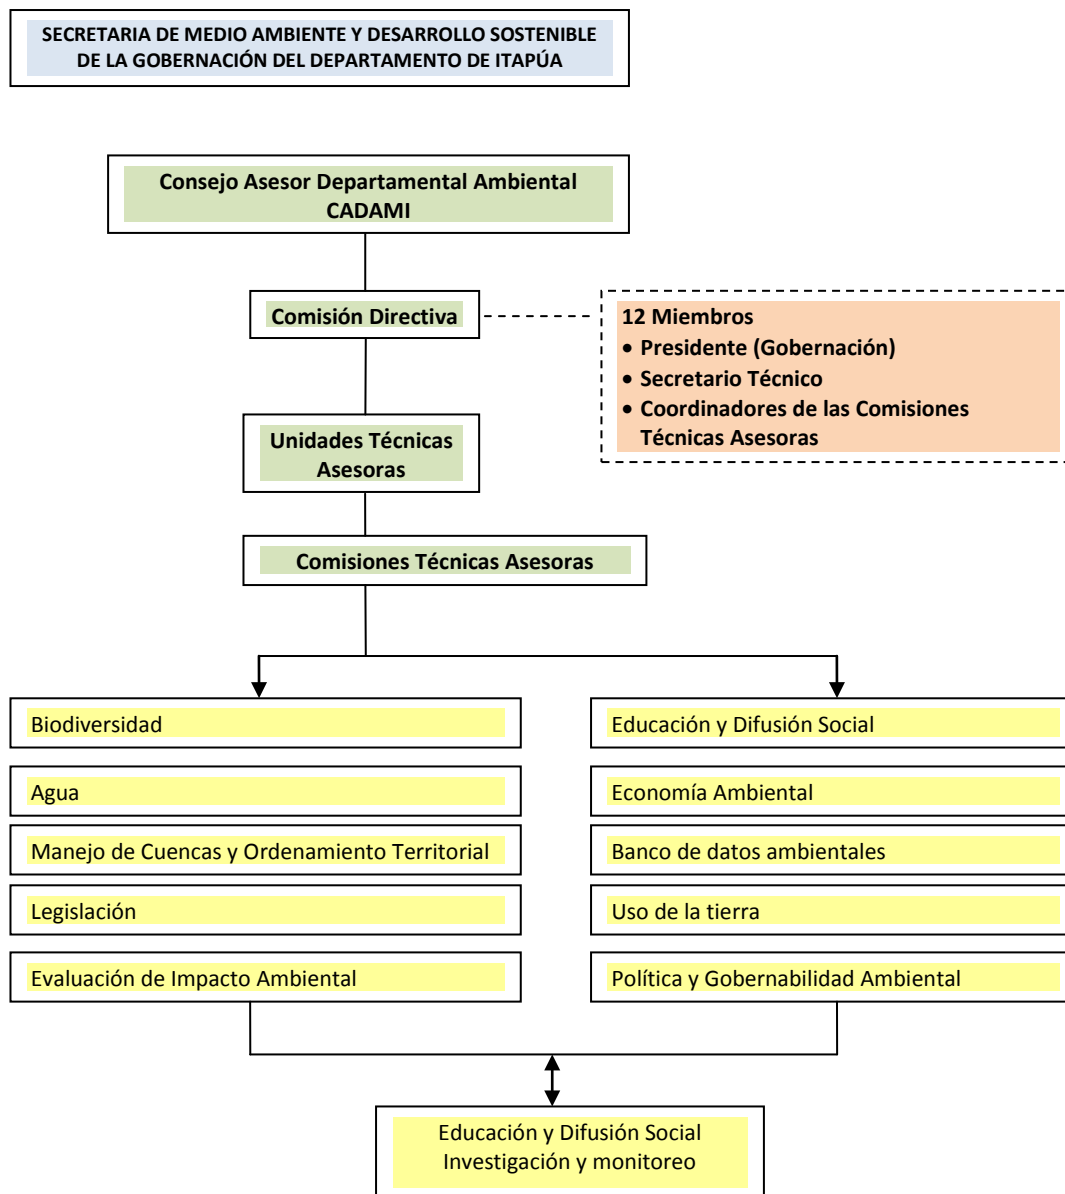 SECRETARIA DE MEDIO AMBIENTE Y DESARROLLO SOSTENIBLE
DE LA GOBERNACIÓN DEL DEPARTAMENTO DE ITAPÚA
Consejo Asesor Departamental Ambiental
CADAMI
Comisión Directiva
12 Miembros
• Presidente (Gobernación)
• Secretario Técnico
• Coordinadores de las Comisiones
Técnicas Asesoras
Unidades Técnicas
Asesoras
Comisiones Técnicas Asesoras
Biodiversidad
Agua
Manejo de Cuencas y Ordenamiento Territorial
Legislación
Evaluación de Impacto Ambiental
Educación y Difusión Social
Economía Ambiental
Banco de datos ambientales
Uso de la tierra
Política y Gobernabilidad Ambiental
Educación y Difusión Social
Investigación y monitoreo